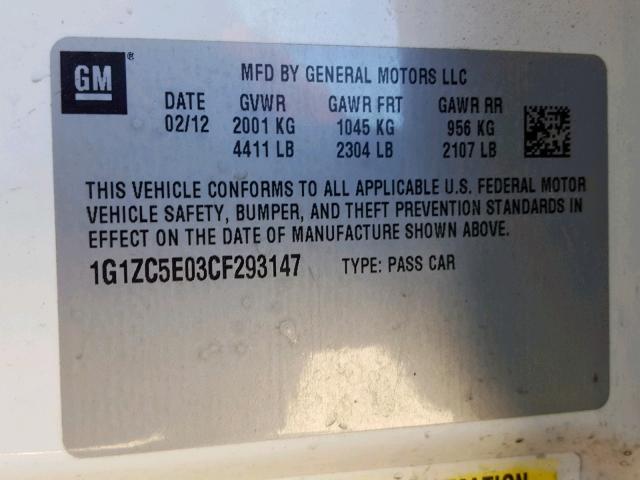 GM ® MFD BY GENERAL MOTORS LLC
DATE GVWR GAWR FRT GAWR RR
02/12 2001 KG 1045 KG 956 KG
4411 LB 2304 LB 2107 LB
THIS VEHICLE CONFORMS TO ALL APPLICABLE U.S. FEDERAL MOTOR
VEHICLE SAFETY, BUMPER, AND THEFT PREVENTION STANDARDS IN
EFFECT ON THE DATE OF MANUFACTURE SHOWN ABOVE.
1G1ZC5E03CF293147 TYPE: PASS CAR